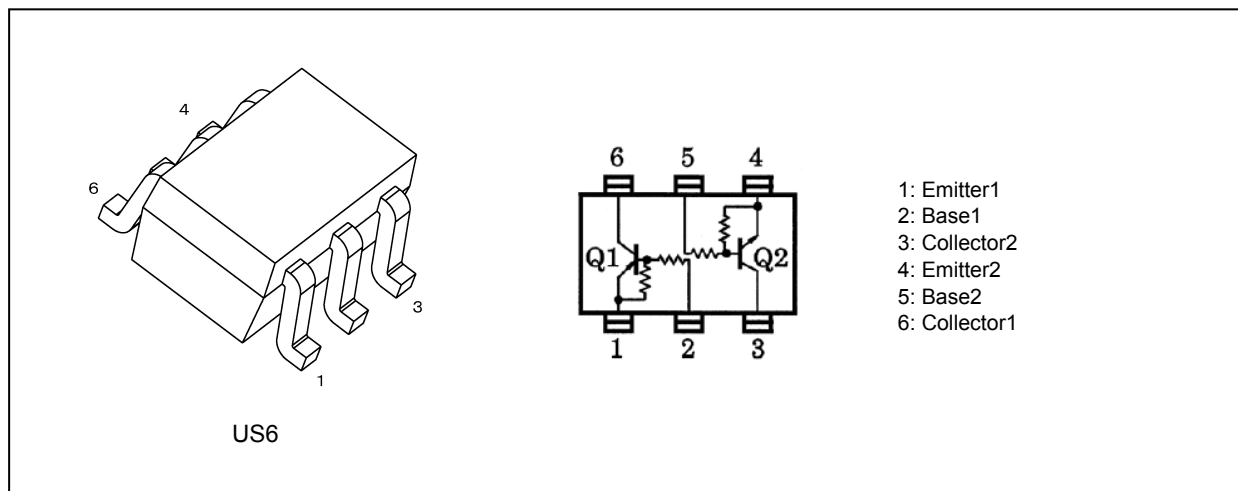 4
6
3
1
US6
6 5 4
Q1 Q2
1 2 3
1: Emitter1
2: Base1
3: Collector2
4: Emitter2
5: Base2
6: Collector1